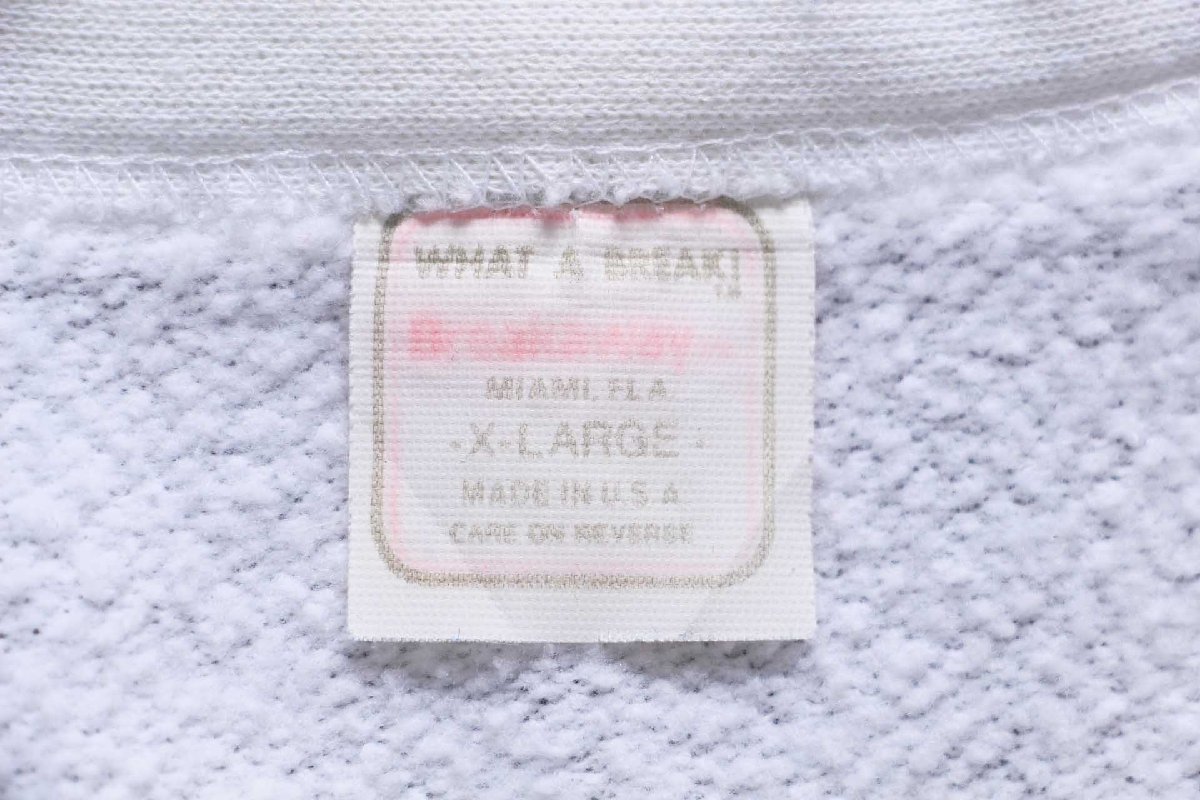 WHAT A BREAK!!
MIAMI, FLA
-X-LARGE-
MADE IN U.S.A
CARE ON REVERSE